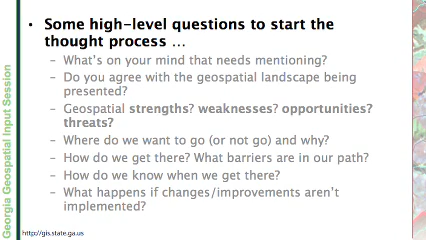 • Some high-level questions to start the
thought process ...
– What's on your mind that needs mentioning?
– Do you agree with the geospatial landscape being
presented?
– Geospatial strengths? weaknesses? opportunities?
threats?
– Where do we want to go (or not go) and why?
– How do we get there? What barriers are in our path?
– How do we know when we get there?
– What happens if changes/improvements aren't
implemented?
Georgia Geospatial Input Session
http://gis.state.ga.us